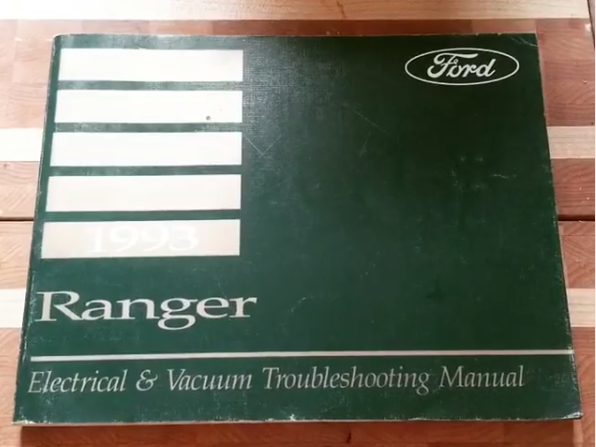 Ford
1993
Ranger
Electrical & Vacuum Troubleshooting Manual